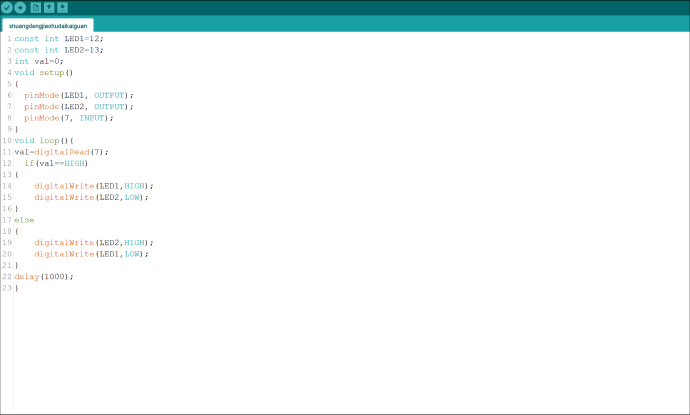 shuangdengjiaohudaikaiguan
1 const int LED1=12;
2 const int LED2=13;
3 int val=0;
4 void setup()
5 {
6   pinMode(LED1, OUTPUT);
7   pinMode(LED2, OUTPUT);
8   pinMode(7, INPUT);
9 }
10 void loop(){
11 val=digitalRead(7);
12   if(val==HIGH)
13 {
14     digitalWrite(LED1,HIGH);
15     digitalWrite(LED2,LOW);
16 }
17 else
18 {
19     digitalWrite(LED2,HIGH);
20     digitalWrite(LED1,LOW);
21 }
22 delay(1000);
23 }